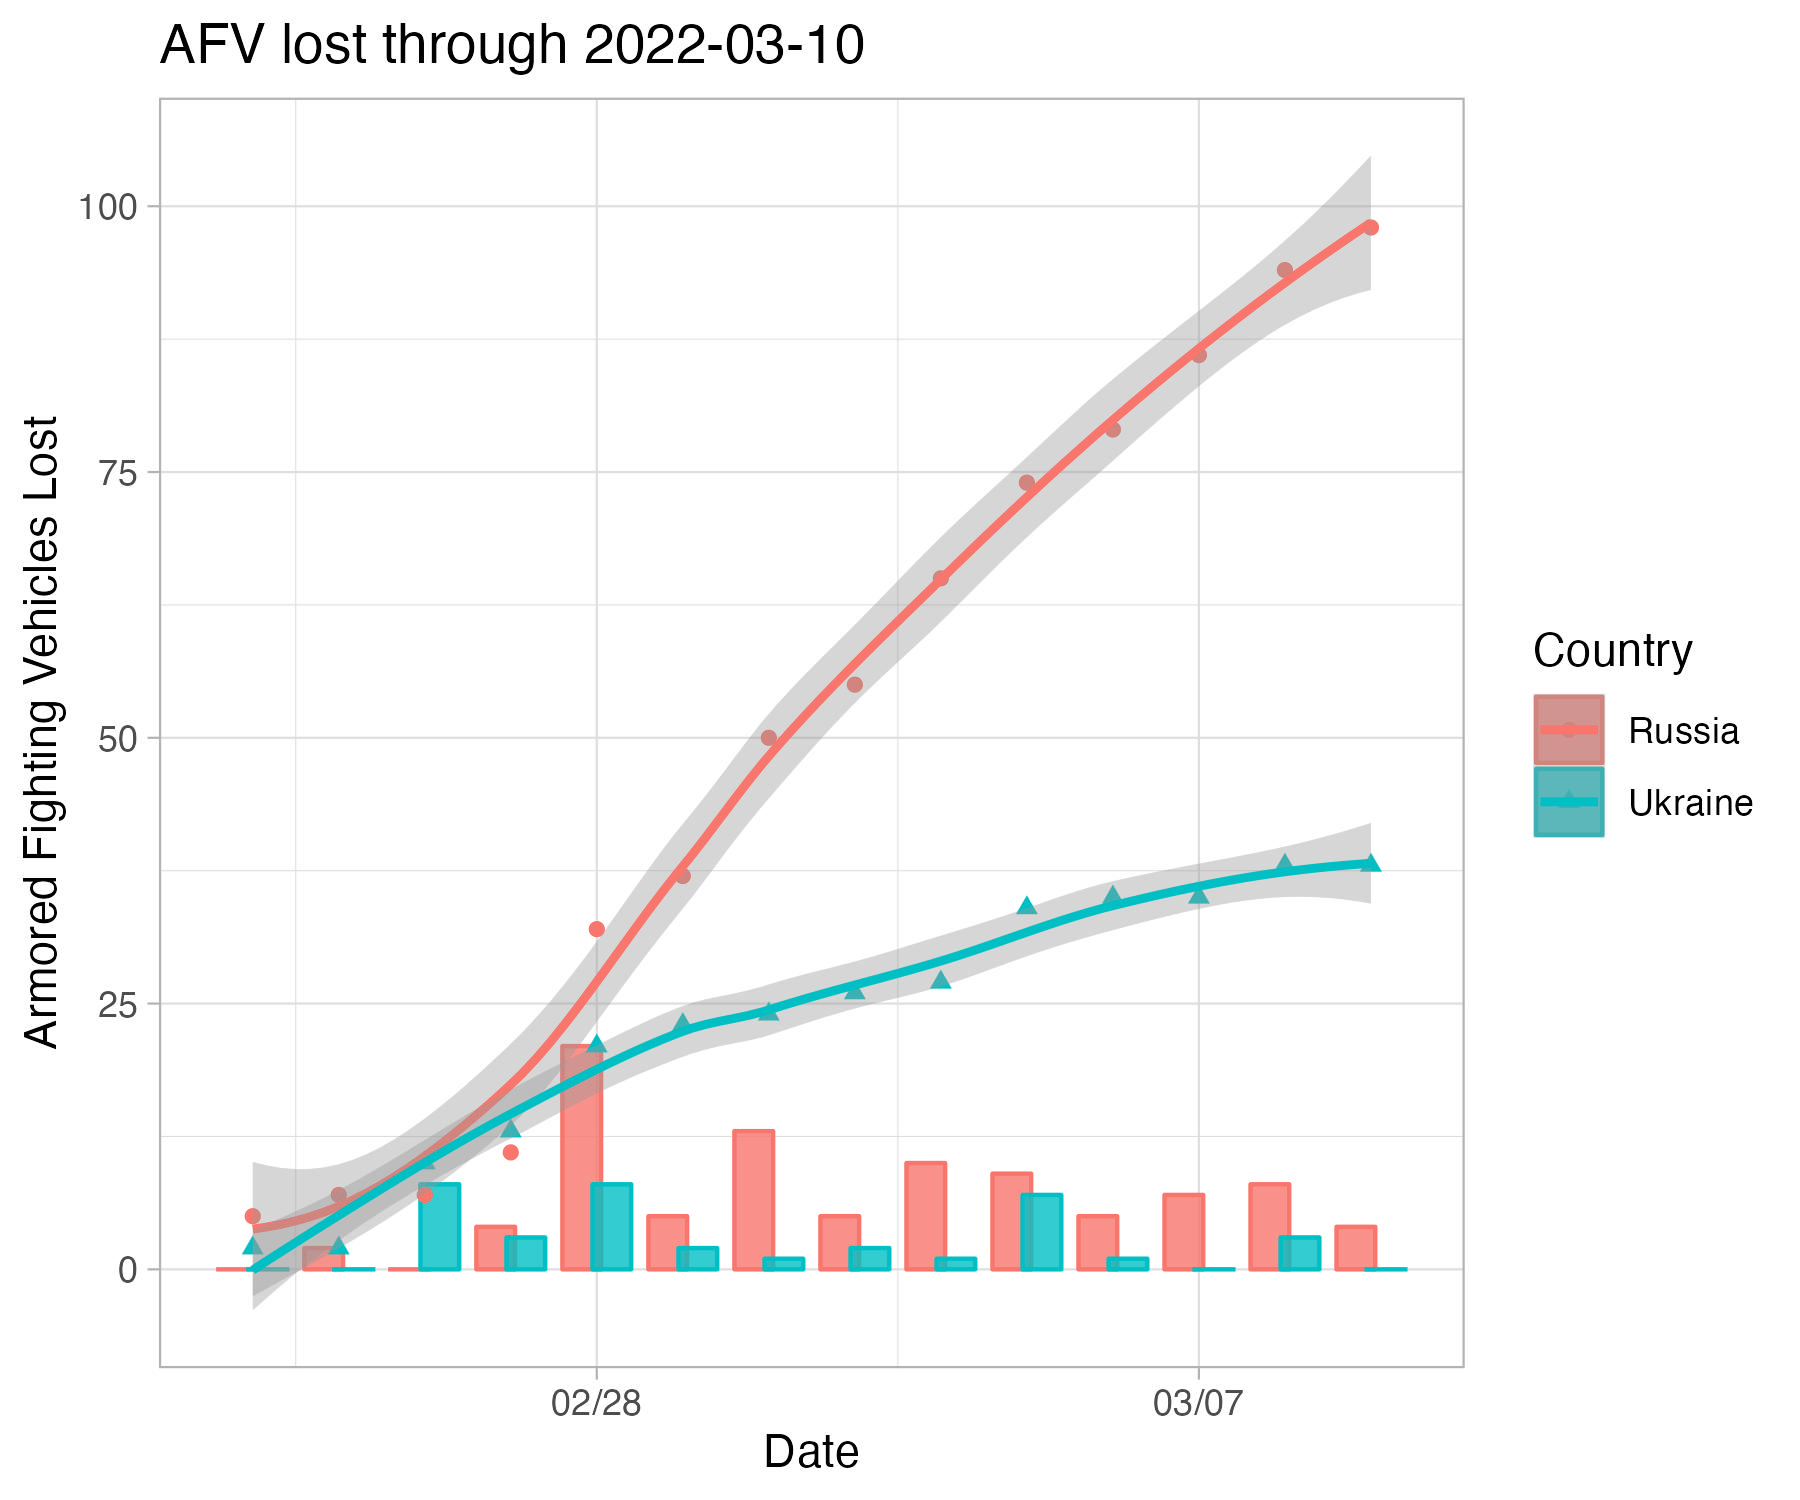 AFV lost through 2022-03-10
Armored Fighting Vehicles Lost
100
75
50
25
0
02/28
03/07
Date
Country
Russia
Ukraine